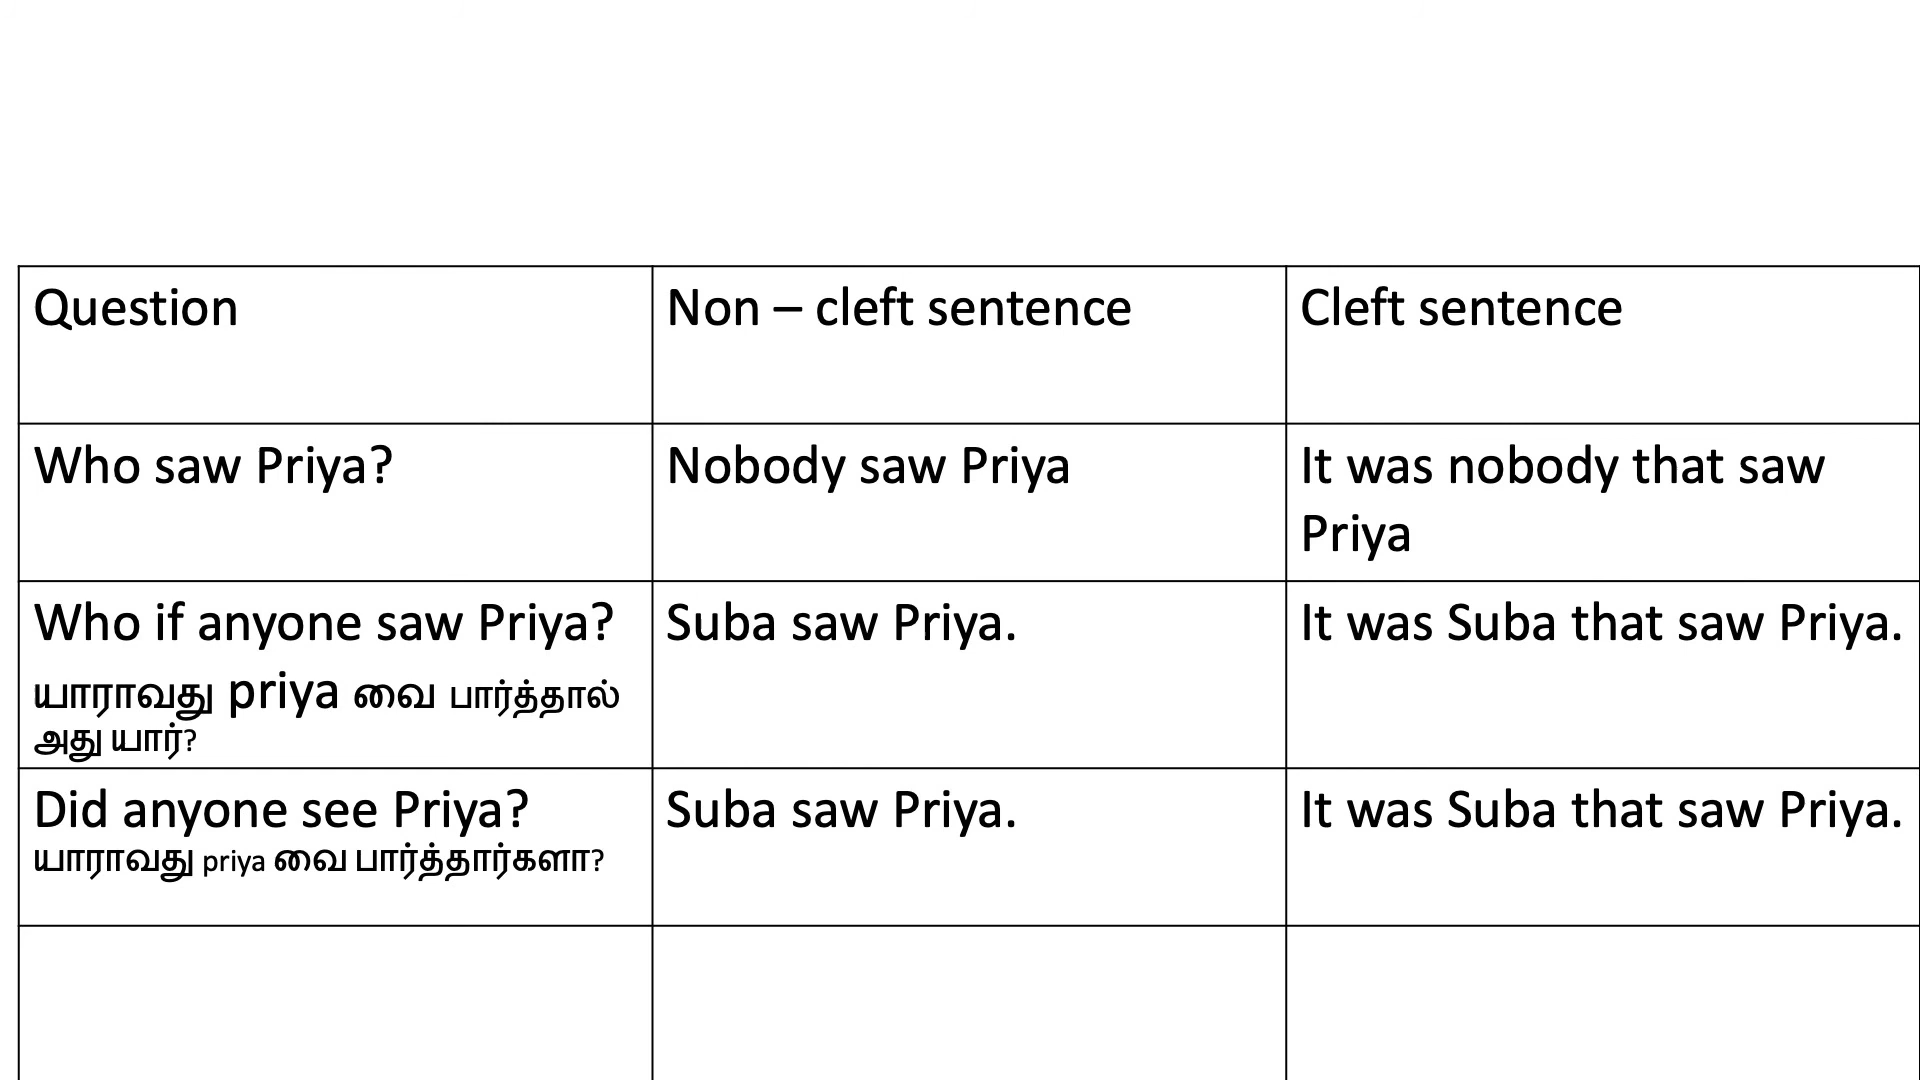 Question
Non – cleft sentence
Cleft sentence
Who saw Priya?
Nobody saw Priya
It was nobody that saw
Priya
Who if anyone saw Priya?
யாராவது priya வை பார்த்தால்
அது யார்?
Suba saw Priya.
It was Suba that saw Priya.
Did anyone see Priya?
யாராவது priya வை பார்த்தார்களா?
Suba saw Priya.
It was Suba that saw Priya.